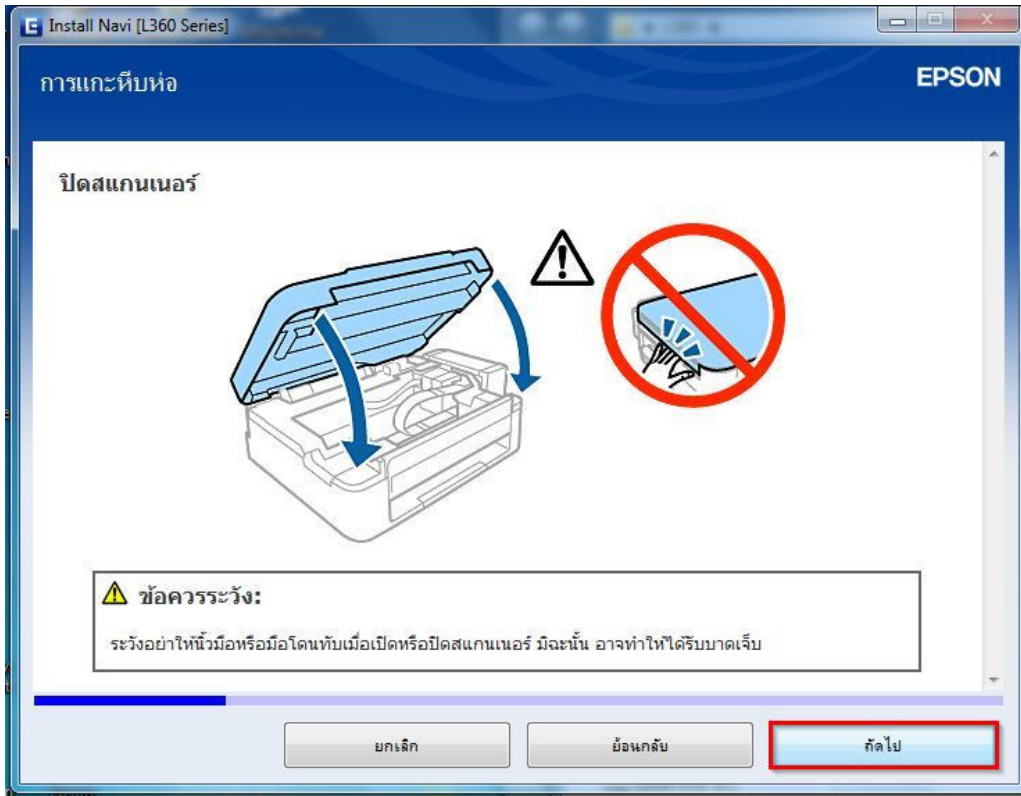 Install Navi [L360 Series]
การแกะหีบห่อ
EPSON
ปิดสแกนเนอร์
ข้อควรระวัง:
ระวังอย่าให้นิ้วมือหรือมือโดนทับเมื่อเปิดหรือปิดสแกนเนอร์ มิฉะนั้น อาจทำให้ได้รับบาดเจ็บ
ยกเลิก
ย้อนกลับ
ถัดไป